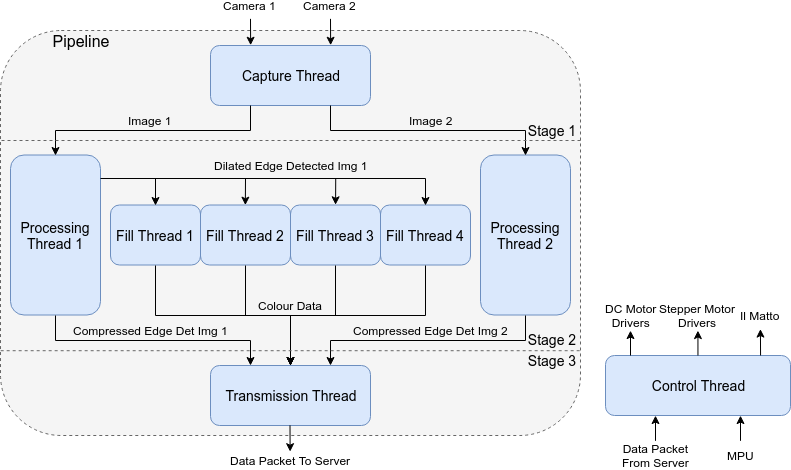 Camera 1
Camera 2
Pipeline
Capture Thread
Image 1
Image 2
Stage 1
Dilated Edge Detected Img 1
Processing
Thread 1
Fill Thread 1
Fill Thread 2
Fill Thread 3
Fill Thread 4
Processing
Thread 2
Colour Data
Compressed Edge Det Img 1
Compressed Edge Det Img 2
Stage 2
Stage 3
Transmission Thread
Data Packet To Server
DC Motor
Drivers
Stepper Motor
Drivers
Il Matto
Control Thread
Data Packet
From Server
MPU